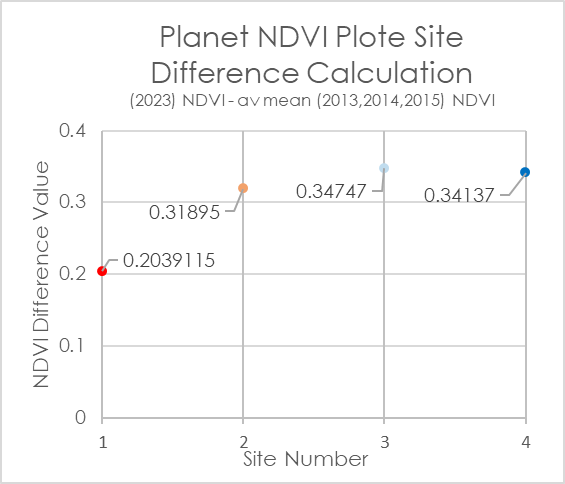 Planet NDVI Plote Site
Difference Calculation
(2023) NDVI - av mean (2013,2014,2015) NDVI
NDVI Difference Value
0.4
0.3
0.2
0.1
0
0.2039115
0.31895
0.34747
0.34137
1 2 3 4
Site Number